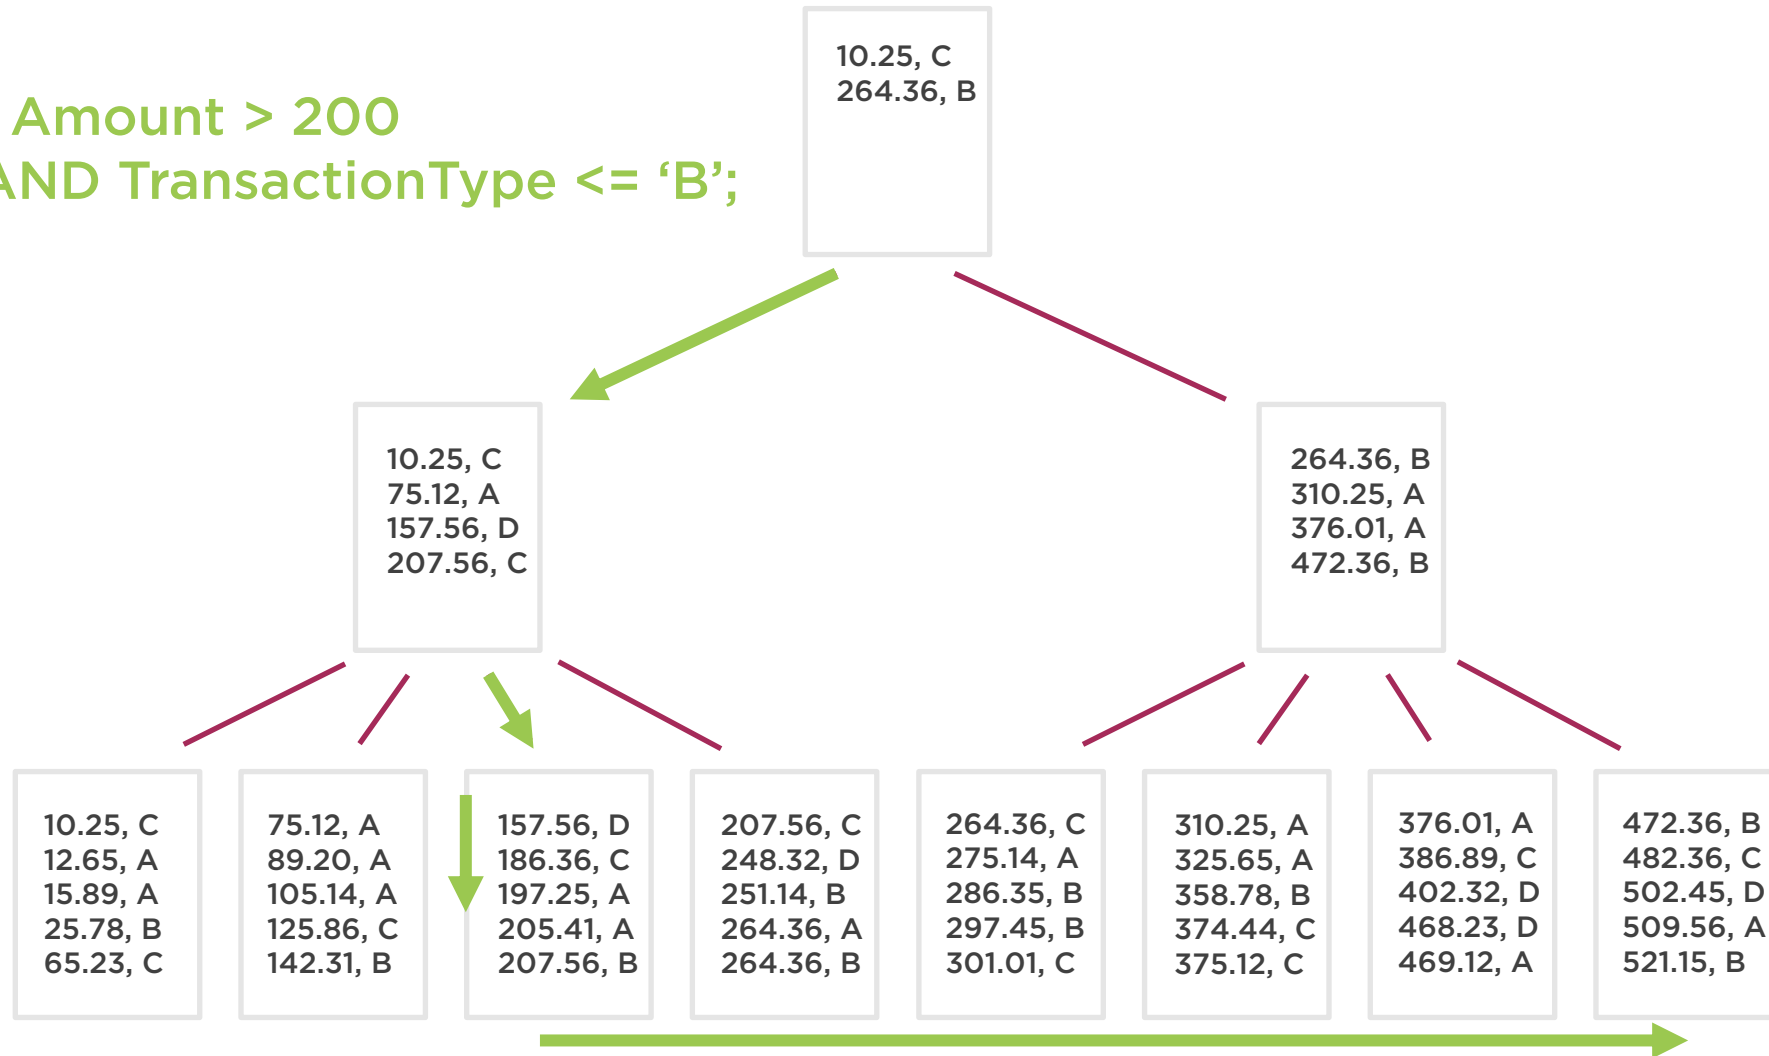 Amount > 200
AND TransactionType <= ‘B’;
10.25, C
264.36, B
10.25, C
75.12, A
157.56, D
207.56, C
264.36, B
310.25, A
376.01, A
472.36, B
10.25, C
12.65, A
15.89, A
25.78, B
65.23, C
75.12, A
89.20, A
105.14, A
125.86, C
142.31, B
157.56, D
186.36, C
197.25, A
205.41, A
207.56, B
207.56, C
248.32, D
251.14, B
264.36, A
264.36, B
264.36, C
275.14, A
286.35, B
297.45, B
301.01, C
310.25, A
325.65, A
358.78, B
374.44, C
375.12, C
376.01, A
386.89, C
402.32, D
468.23, D
469.12, A
472.36, B
482.36, C
502.45, D
509.56, A
521.15, B